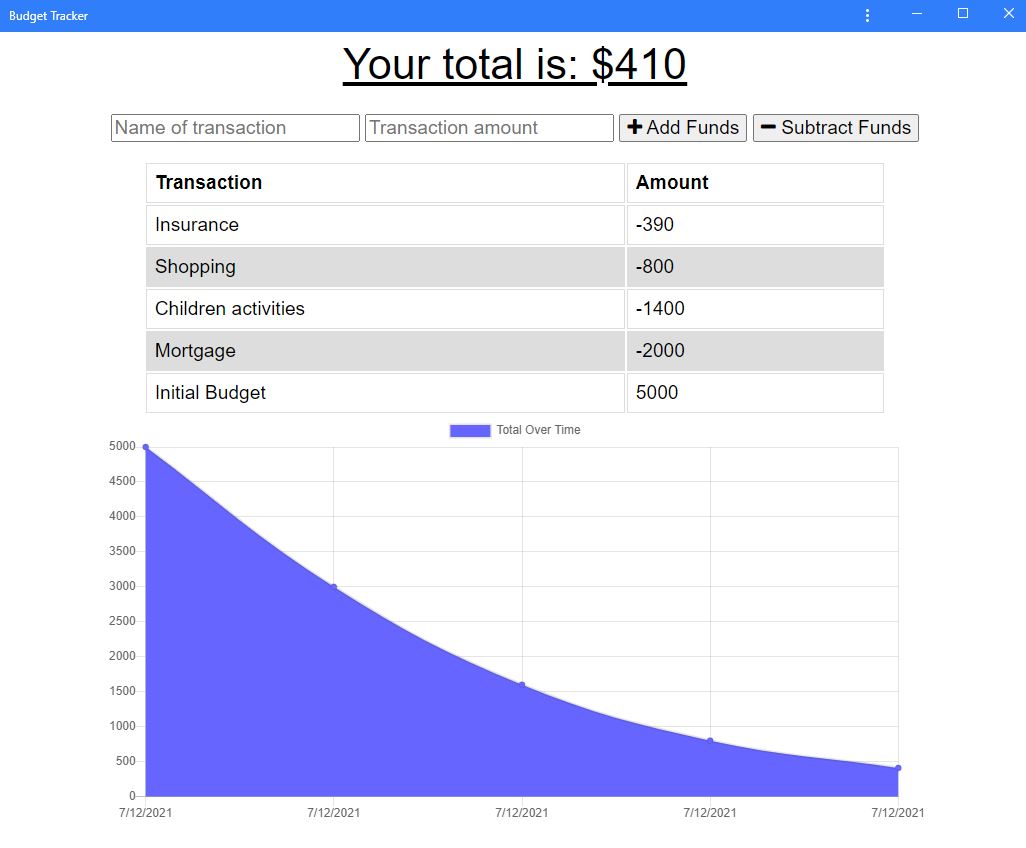 Budget Tracker
Your total is: $410
Name of transaction Transaction amount Add Funds Subtract Funds
Transaction Amount
Insurance -390
Shopping -800
Children activities -1400
Mortgage -2000
Initial Budget 5000
Total Over Time
5000
4500
4000
3500
3000
2500
2000
1500
1000
500
0
7/12/2021 7/12/2021 7/12/2021 7/12/2021 7/12/2021